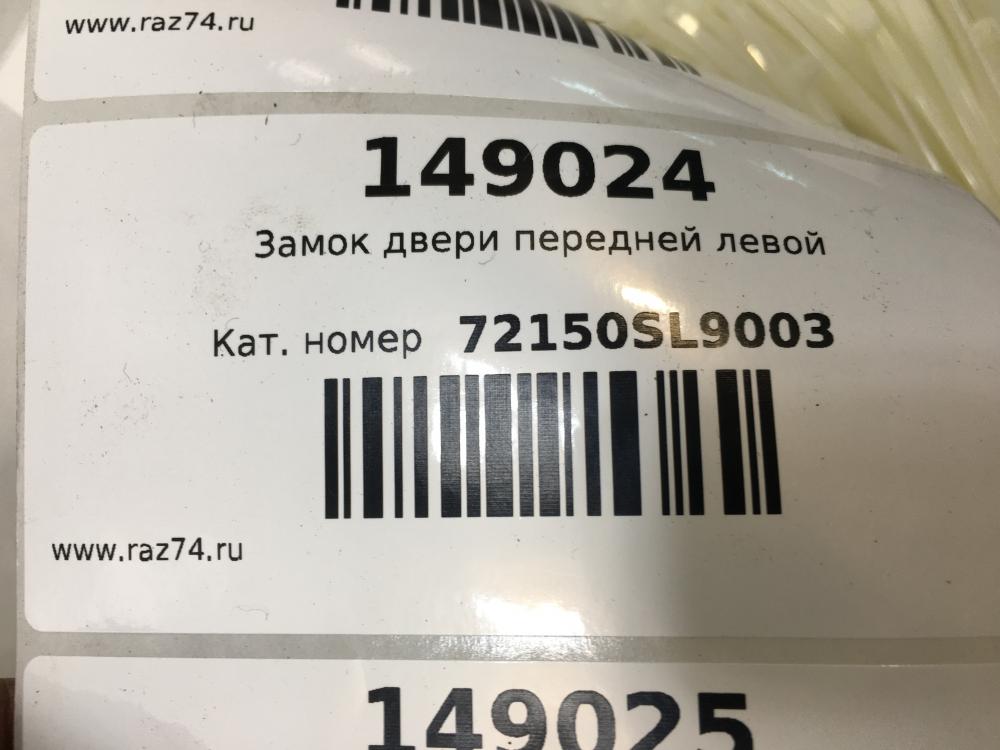 www.raz74.ru
149024
Замок двери передней левой
Кат. номер 72150SL9003
www.raz74.ru
149025